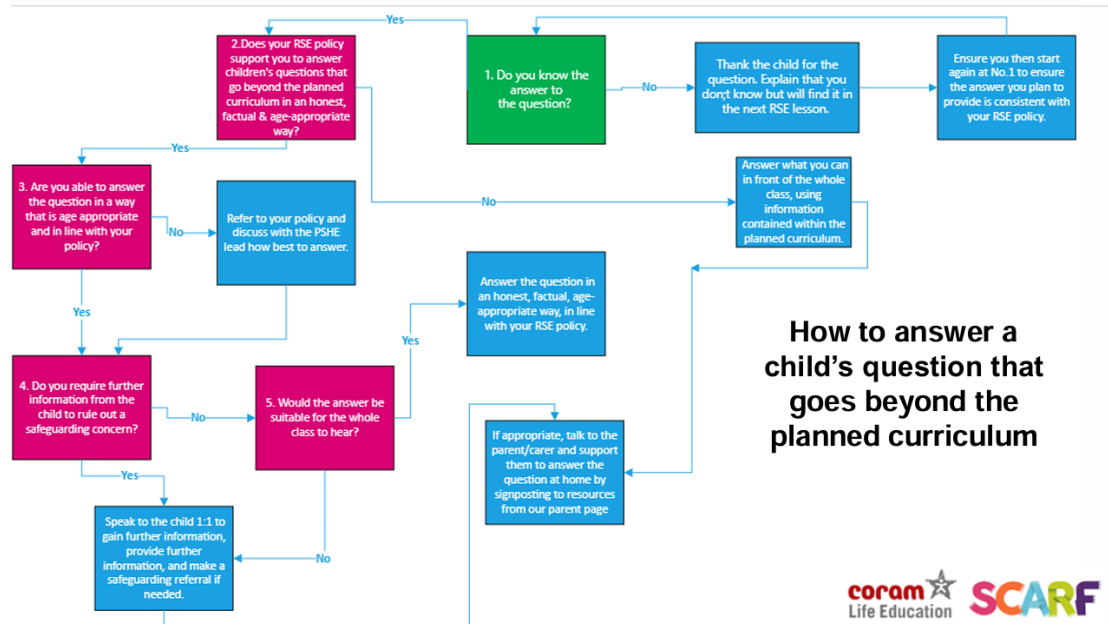 Yes
2.Does your RSE policy
support you to answer
children's questions that
go beyond the planned
curriculum in an honest,
factual & age-appropriate
way?
1. Do you know the
answer to
the question?
No
Thank the child for the
question. Explain that you
don;t know but will find it in
the next RSE lesson.
Ensure you then start
again at No.1 to ensure
the answer you plan to
provide is consistent with
your RSE policy.
Yes
3. Are you able to answer
the question in a way
that is age appropriate
and in line with your
policy?
No
Refer to your policy and
discuss with the PSHE
lead how best to answer.
No
Answer what you can
in front of the whole
class, using
information
contained within the
planned curriculum.
Yes
Answer the question in
an honest, factual, age-
appropriate way, in line
with your RSE policy.
Yes
4. Do you require further
information from the
child to rule out a
safeguarding concern?
No
5. Would the answer be
suitable for the whole
class to hear?
How to answer a
child's question that
goes beyond the
planned curriculum
If appropriate, talk to the
parent/carer and support
them to answer the
question at home by
signposting to resources
from our parent page
Yes
Speak to the child 1:1 to
gain further information,
provide further
information, and make a
safeguarding referral if
needed.
No
coram
Life Education
SCARF